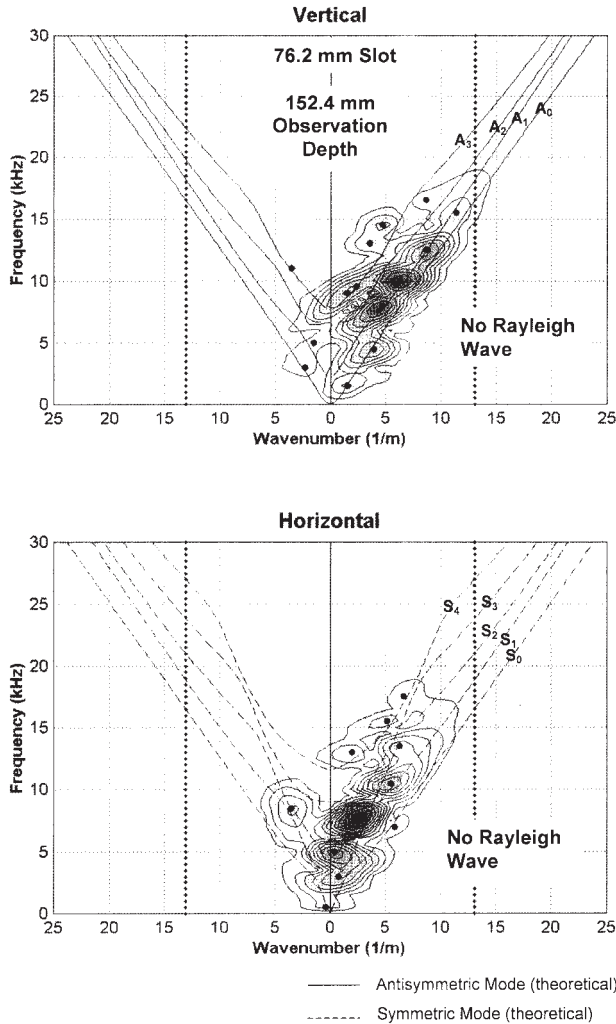 Vertical
30
25
20
15
10
5
0
Frequency (kHz)
76.2 mm Slot
152.4 mm
Observation
Depth
A3
A2
A1
A0
No Rayleigh
Wave
25
20
15
10
5
0
5
10
15
20
25
Wavenumber (1/m)
Horizontal
30
25
20
15
10
5
0
Frequency (kHz)
S4
S3
S2
S1
S0
No Rayleigh
Wave
25
20
15
10
5
0
5
10
15
20
25
Wavenumber (1/m)
Antisymmetric Mode (theoretical)
Symmetric Mode (theoretical)